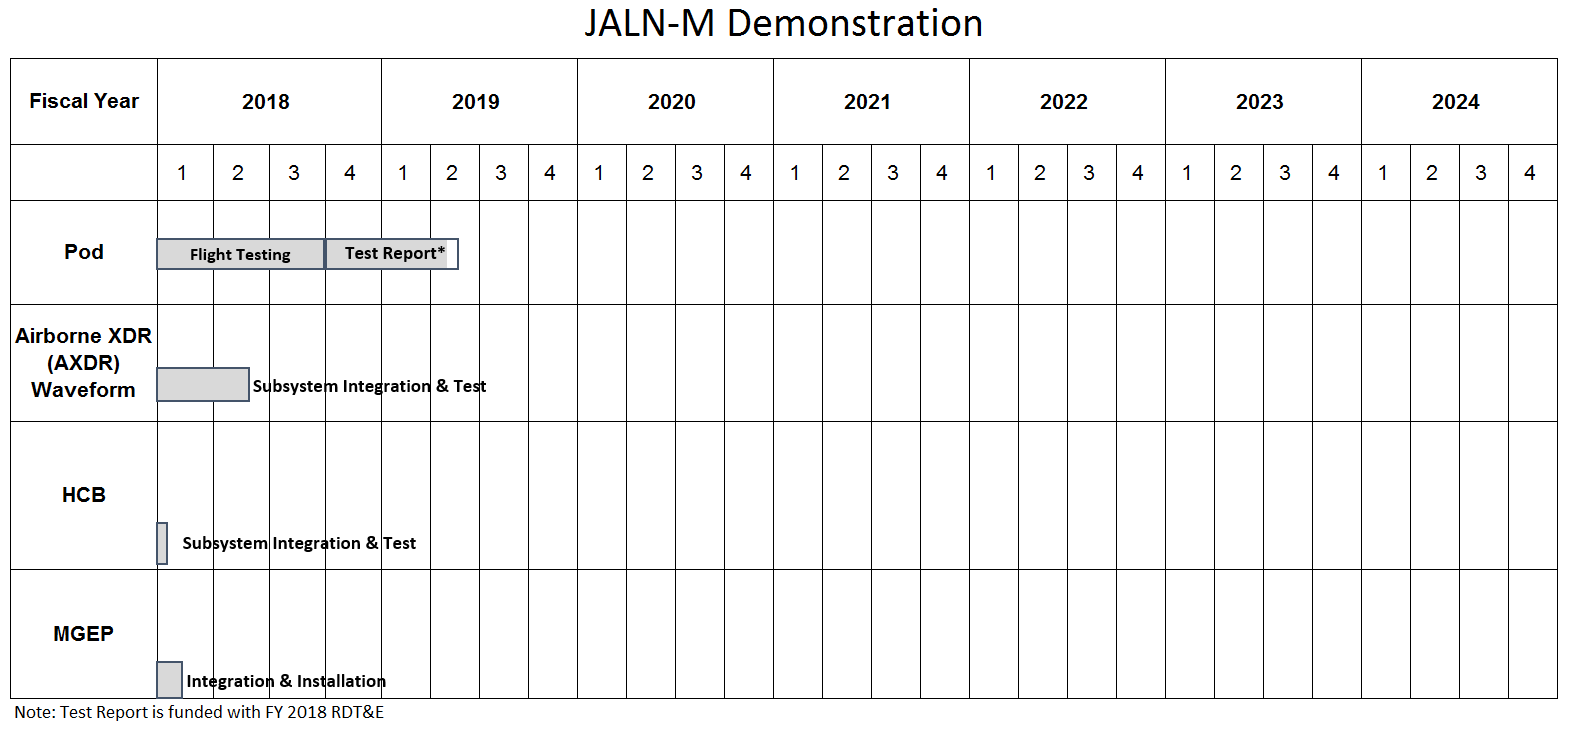 JALN-M Demonstration
Fiscal Year 2018 2019 2020 2021 2022 2023 2024
1 2 3 4 1 2 3 4 1 2 3 4 1 2 3 4 1 2 3 4 1 2 3 4 1 2 3 4
Pod
Flight Testing Test Report*
Airborne XDR
(AXDR)
Waveform
Subsystem Integration & Test
HCB
Subsystem Integration & Test
MGEP
Integration & Installation
Note: Test Report is funded with FY 2018 RDT&E